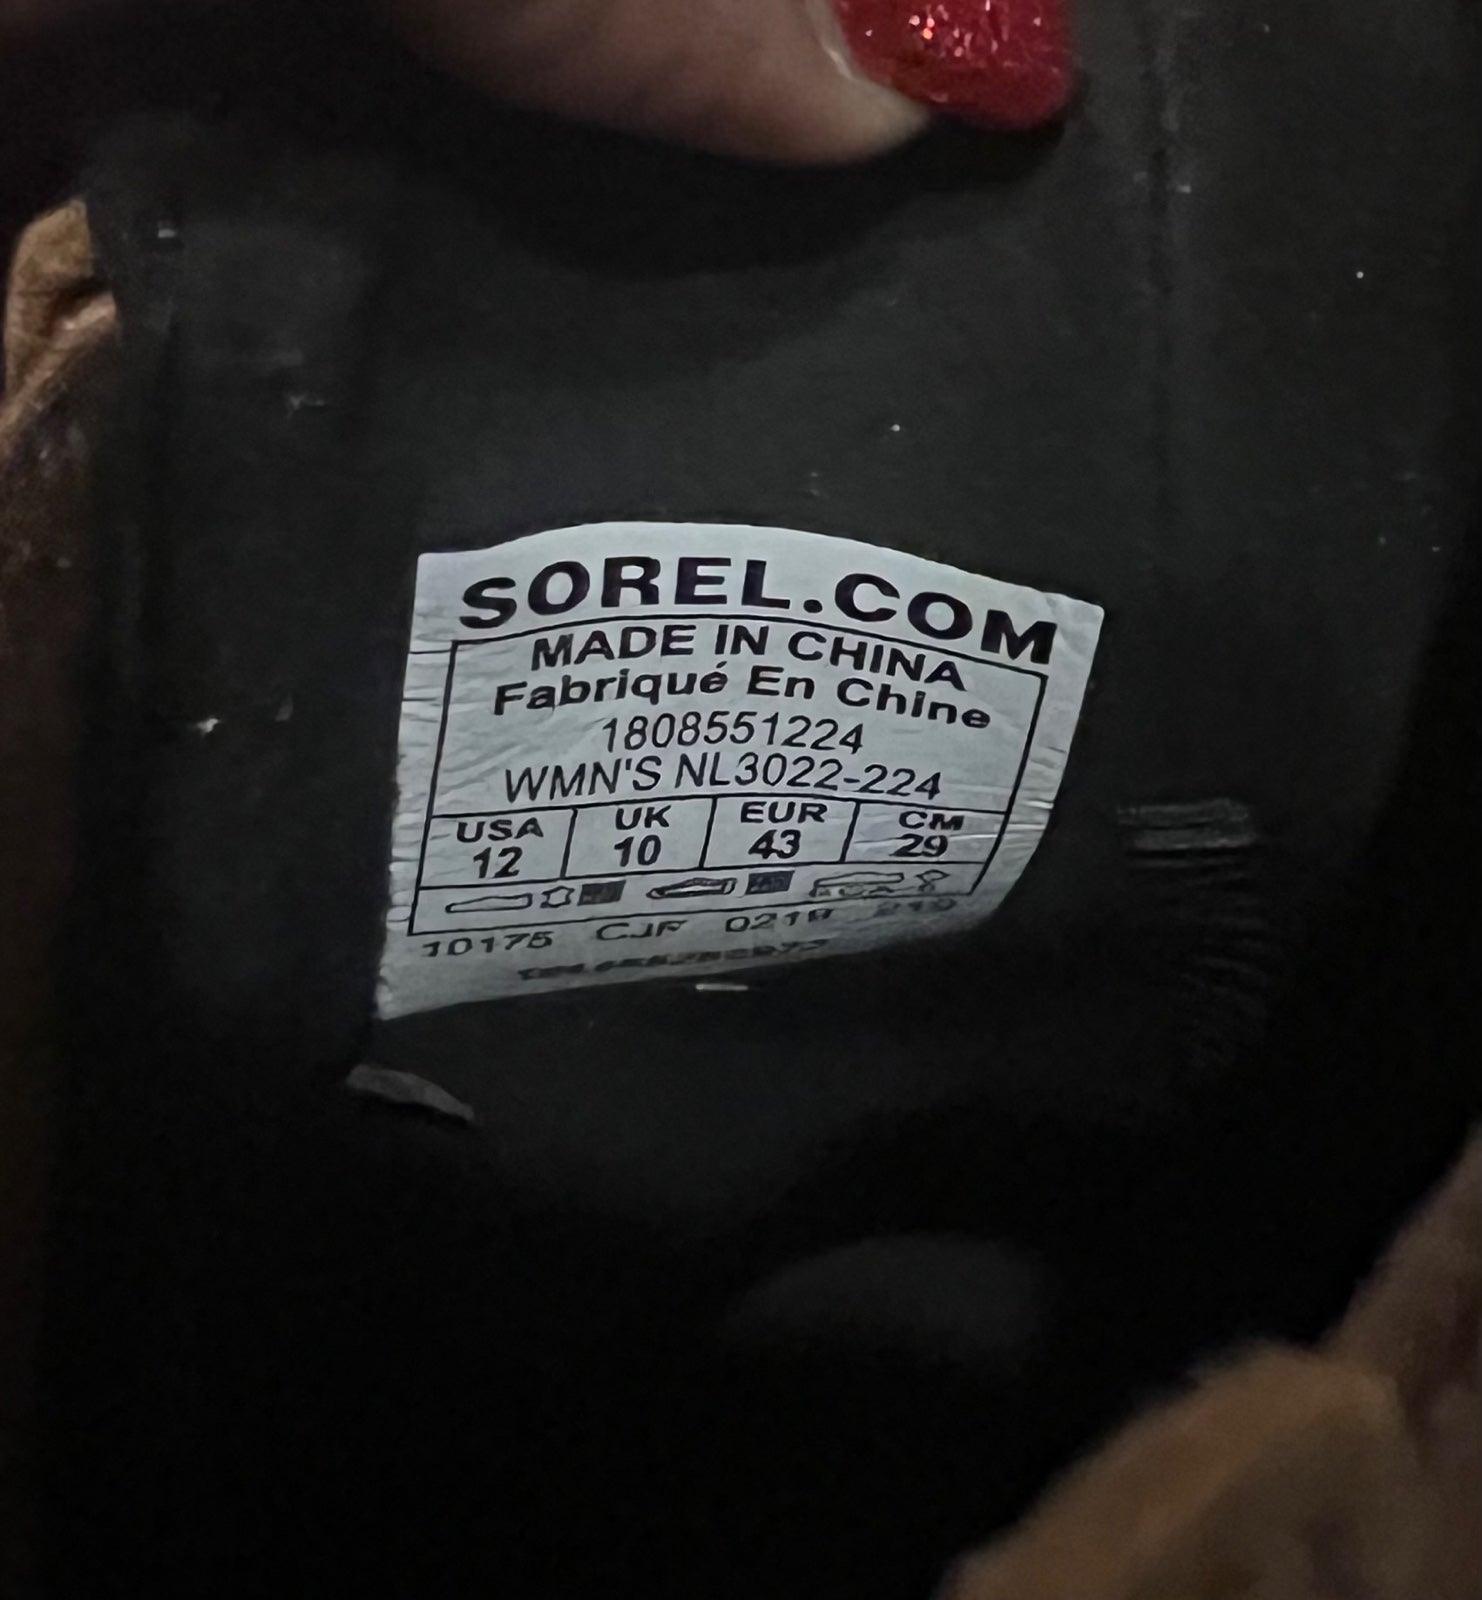 SOREL.COM
MADE IN CHINA
Fabriqué En Chine
1808551224
WMN'S NL3022-224
USA UK EUR CM
12 10 43 29
10175 CJF 0219